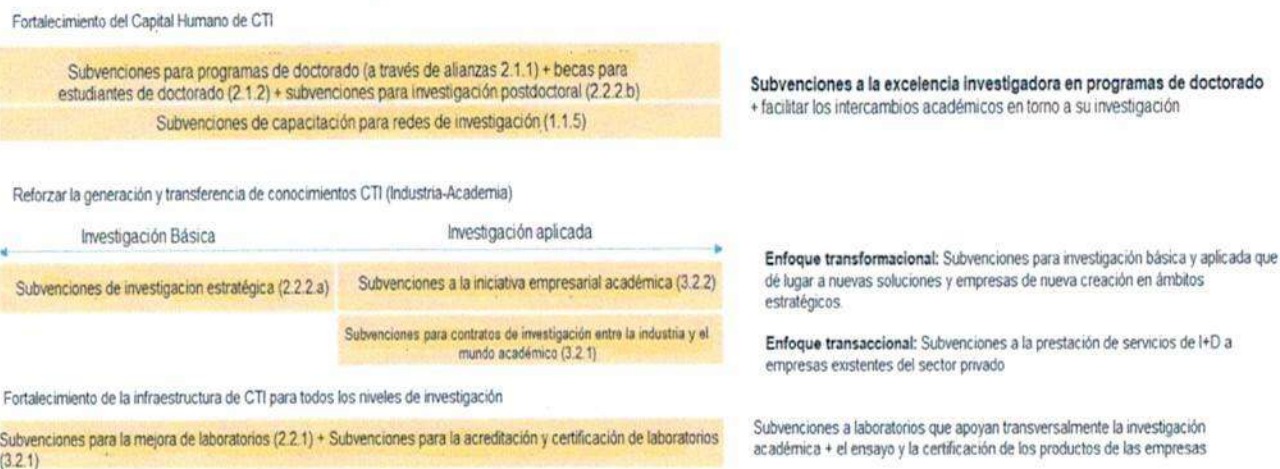 Fortalecimiento del Capital Humano de CTI
Subvenciones para programas de doctorado (a través de alianzas 2.1.1) + becas para
estudiantes de doctorado (2.1.2) + subvenciones para investigación postdoctoral (2.2.2.b)
Subvenciones de capacitación para redes de investigación (1.1.5)
Subvenciones a la excelencia investigadora en programas de doctorado
+ facilitar los intercambios académicos en torno a su investigación
Reforzar la generación y transferencia de conocimientos CTI (Industria-Academia)
Investigación Básica
Investigación aplicada
Subvenciones de investigacion estratégica (2.2.2.a)
Subvenciones a la iniciativa empresarial académica (3.2.2)
Subvenciones para contratos de investigación entre la industria y el
mundo académico (3.2.1)
Enfoque transformacional: Subvenciones para investigación básica y aplicada que
dé lugar a nuevas soluciones y empresas de nueva creación en ámbitos
estratégicos.
Enfoque transaccional: Subvenciones a la prestación de servicios de I+D a
empresas existentes del sector privado
Fortalecimiento de la infraestructura de CTI para todos los niveles de investigación
Subvenciones para la mejora de laboratorios (2.2.1) + Subvenciones para la acreditación y certificación de laboratorios
(3.2.1)
Subvenciones a laboratorios que apoyan transversalmente la investigación
académica + el ensayo y la certificación de los productos de las empresas